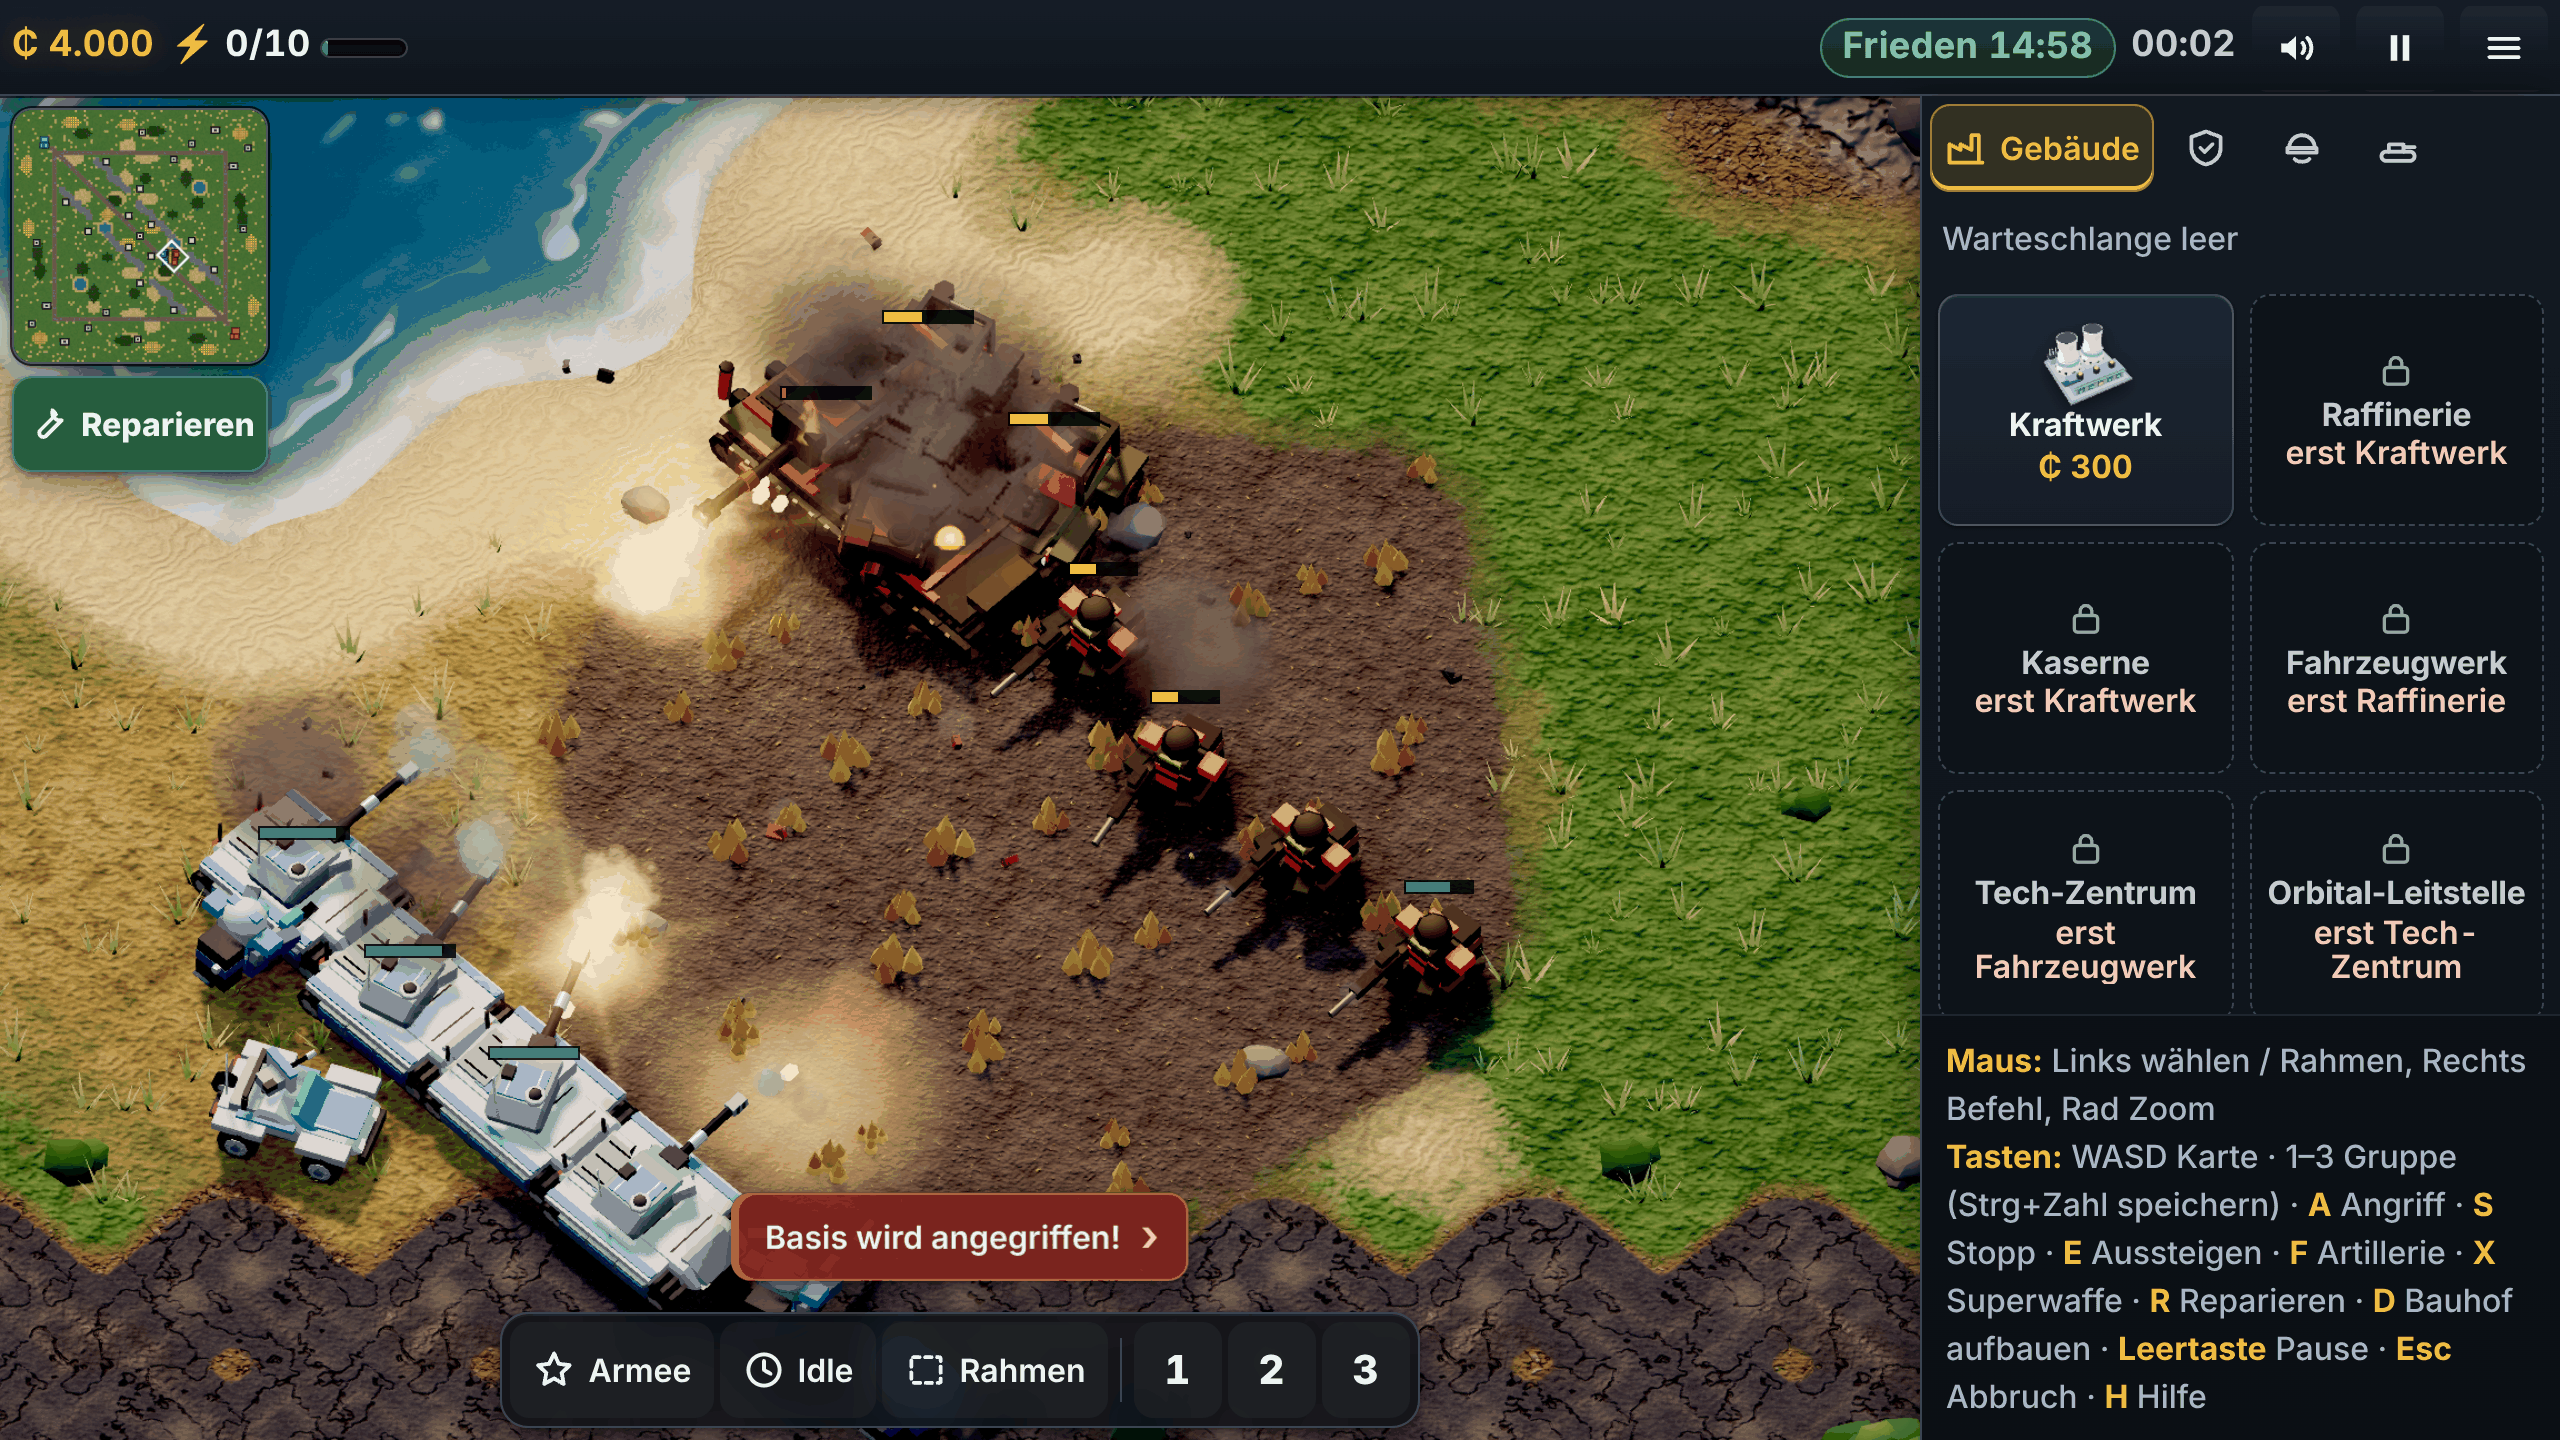 ₵ 4.000 ⚡ 0/10
Frieden 14:58 00:02
Reparieren
Gebäude
Warteschlange leer
Kraftwerk
₵ 300
Raffinerie
erst Kraftwerk
Kaserne
erst Kraftwerk
Fahrzeugwerk
erst Raffinerie
Tech-Zentrum
erst
Fahrzeugwerk
Orbital-Leitstelle
erst Tech-
Zentrum
Maus: Links wählen / Rahmen, Rechts
Befehl, Rad Zoom
Tasten: WASD Karte · 1–3 Gruppe
(Strg+Zahl speichern) · A Angriff · S
Stopp · E Aussteigen · F Artillerie · X
Superwaffe · R Reparieren · D Bauhof
aufbauen · Leertaste Pause · Esc
Abbruch · H Hilfe
Basis wird angegriffen! ›
Armee Idle Rahmen 1 2 3